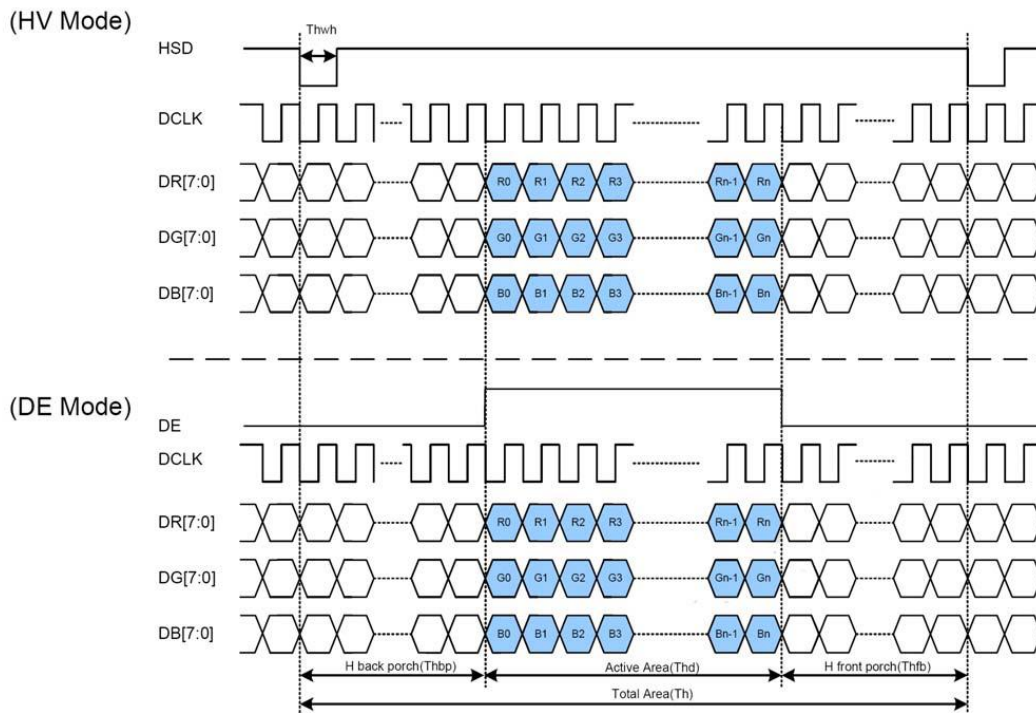 (HV Mode)
Thwh
HSD
DCLK
DR[7:0] R0 R1 R2 R3 Rn-1 Rn
DG[7:0] G0 G1 G2 G3 Gn-1 Gn
DB[7:0] B0 B1 B2 B3 Bn-1 Bn
(DE Mode)
DE
DCLK
DR[7:0] R0 R1 R2 R3 Rn-1 Rn
DG[7:0] G0 G1 G2 G3 Gn-1 Gn
DB[7:0] B0 B1 B2 B3 Bn-1 Bn
H back porch(Thbp) Active Area(Thd) H front porch(Thfb)
Total Area(Th)